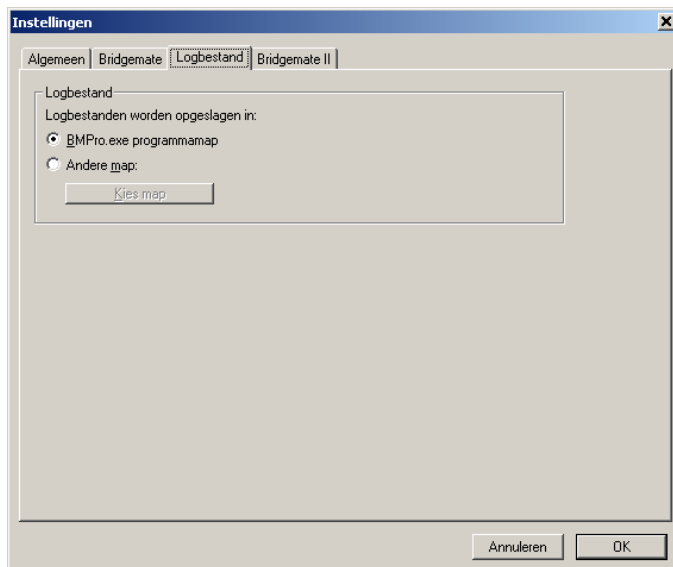 Instellingen
Algemeen Bridgemate Logbestand Bridgemate II
Logbestand
Logbestanden worden opgeslagen in:
BMPro.exe programmamap
Andere map:
Kies map
Annuleren OK